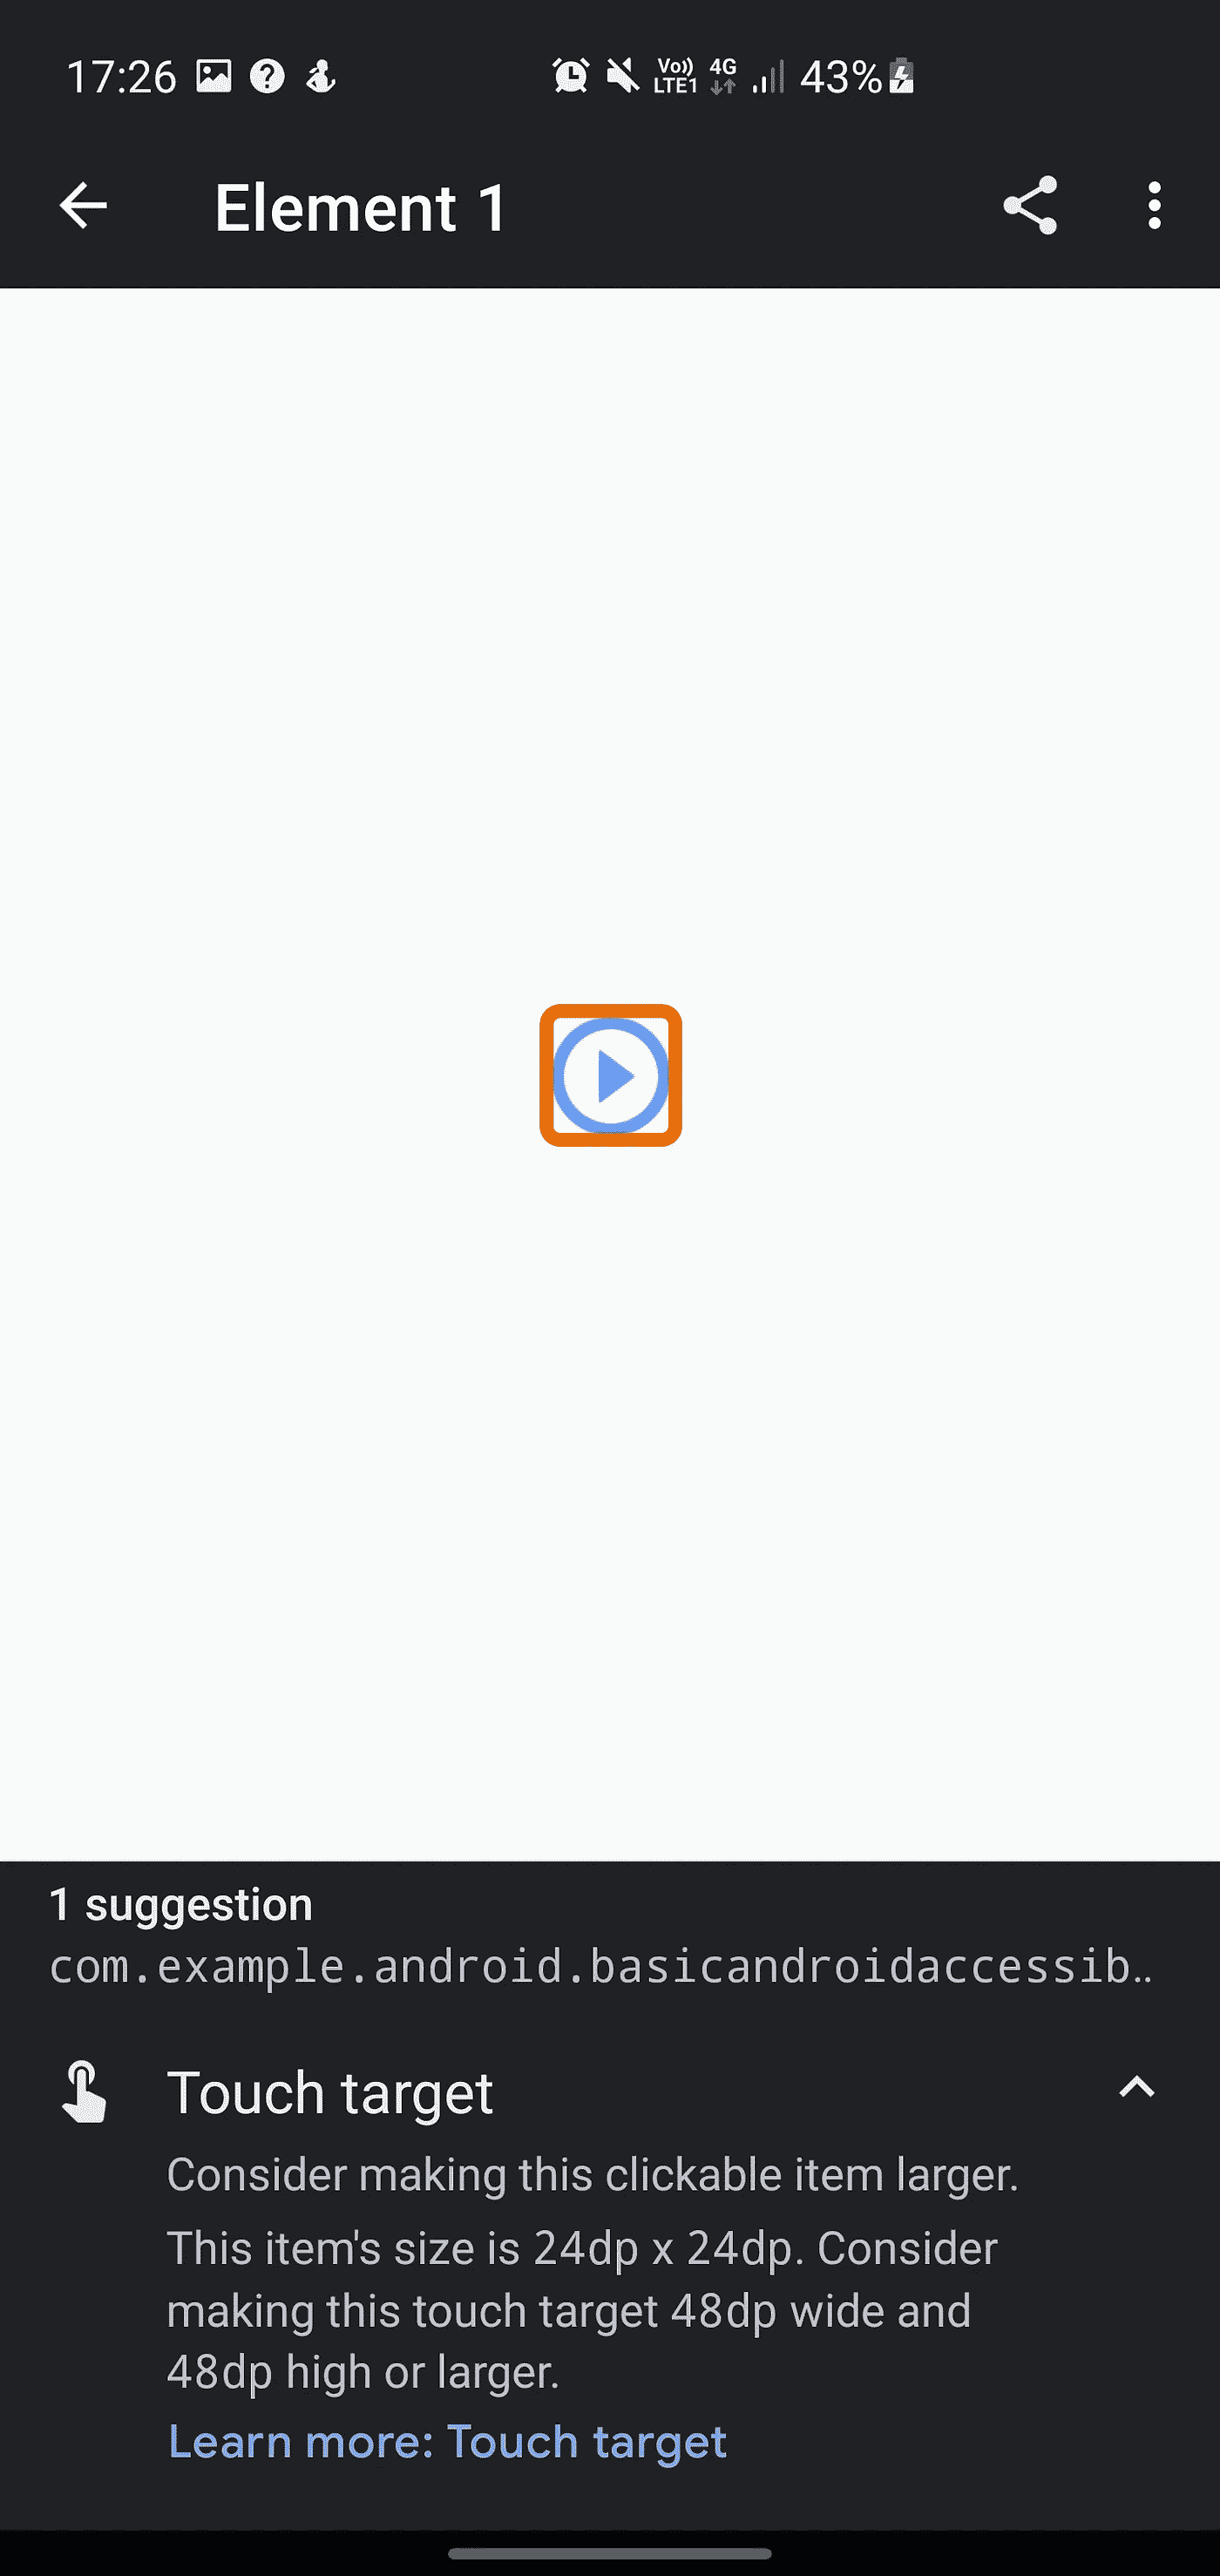 17:26 Vo)) LTE1 4G 43%
Element 1
1 suggestion
com.example.android.basicandroidaccessib..
Touch target
Consider making this clickable item larger.
This item's size is 24dp x 24dp. Consider
making this touch target 48dp wide and
48dp high or larger.
Learn more: Touch target